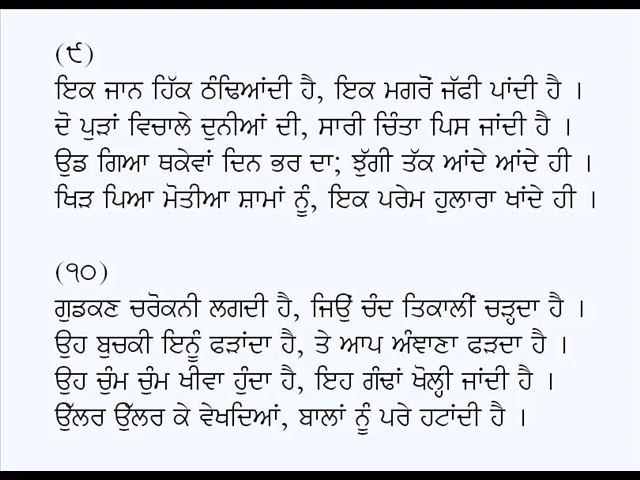 (੯)
ਇਕ ਜਾਨ ਹਿੱਕ ਠੰਢਿਆਂਦੀ ਹੈ, ਇਕ ਮਗਰੋਂ ਜੱਫੀ ਪਾਂਦੀ ਹੈ ।
ਦੋ ਪੁੜਾਂ ਵਿਚਾਲੇ ਦੁਨੀਆਂ ਦੀ, ਸਾਰੀ ਚਿੰਤਾ ਪਿਸ ਜਾਂਦੀ ਹੈ ।
ਉਡ ਗਿਆ ਥਕੇਵਾਂ ਦਿਨ ਭਰ ਦਾ; ਝੁੱਗੀ ਤੱਕ ਆਂਦੇ ਆਂਦੇ ਹੀ ।
ਖਿੜ ਪਿਆ ਮੋਤੀਆ ਸ਼ਾਮਾਂ ਨੂੰ, ਇਕ ਪਰੇਮ ਹੁਲਾਰਾ ਖਾਂਦੇ ਹੀ ।
(੧੦)
ਗੁਡਕਣ ਚਰੋਕਨੀ ਲਗਦੀ ਹੈ, ਜਿਉਂ ਚੰਦ ਤਿਕਾਲੀਂ ਚੜ੍ਹਦਾ ਹੈ ।
ਉਹ ਬੁਚਕੀ ਇਨੂੰ ਫੜਾਂਦਾ ਹੈ, ਤੇ ਆਪ ਅੰਞਾਣਾ ਫੜਦਾ ਹੈ ।
ਉਹ ਚੁੰਮ ਚੁੰਮ ਖੀਵਾ ਹੁੰਦਾ ਹੈ, ਇਹ ਗੰਢਾਂ ਖੋਲ੍ਹੀ ਜਾਂਦੀ ਹੈ ।
ਉੱਲਰ ਉੱਲਰ ਕੇ ਵੇਖਦਿਆਂ, ਬਾਲਾਂ ਨੂੰ ਪਰੇ ਹਟਾਂਦੀ ਹੈ ।